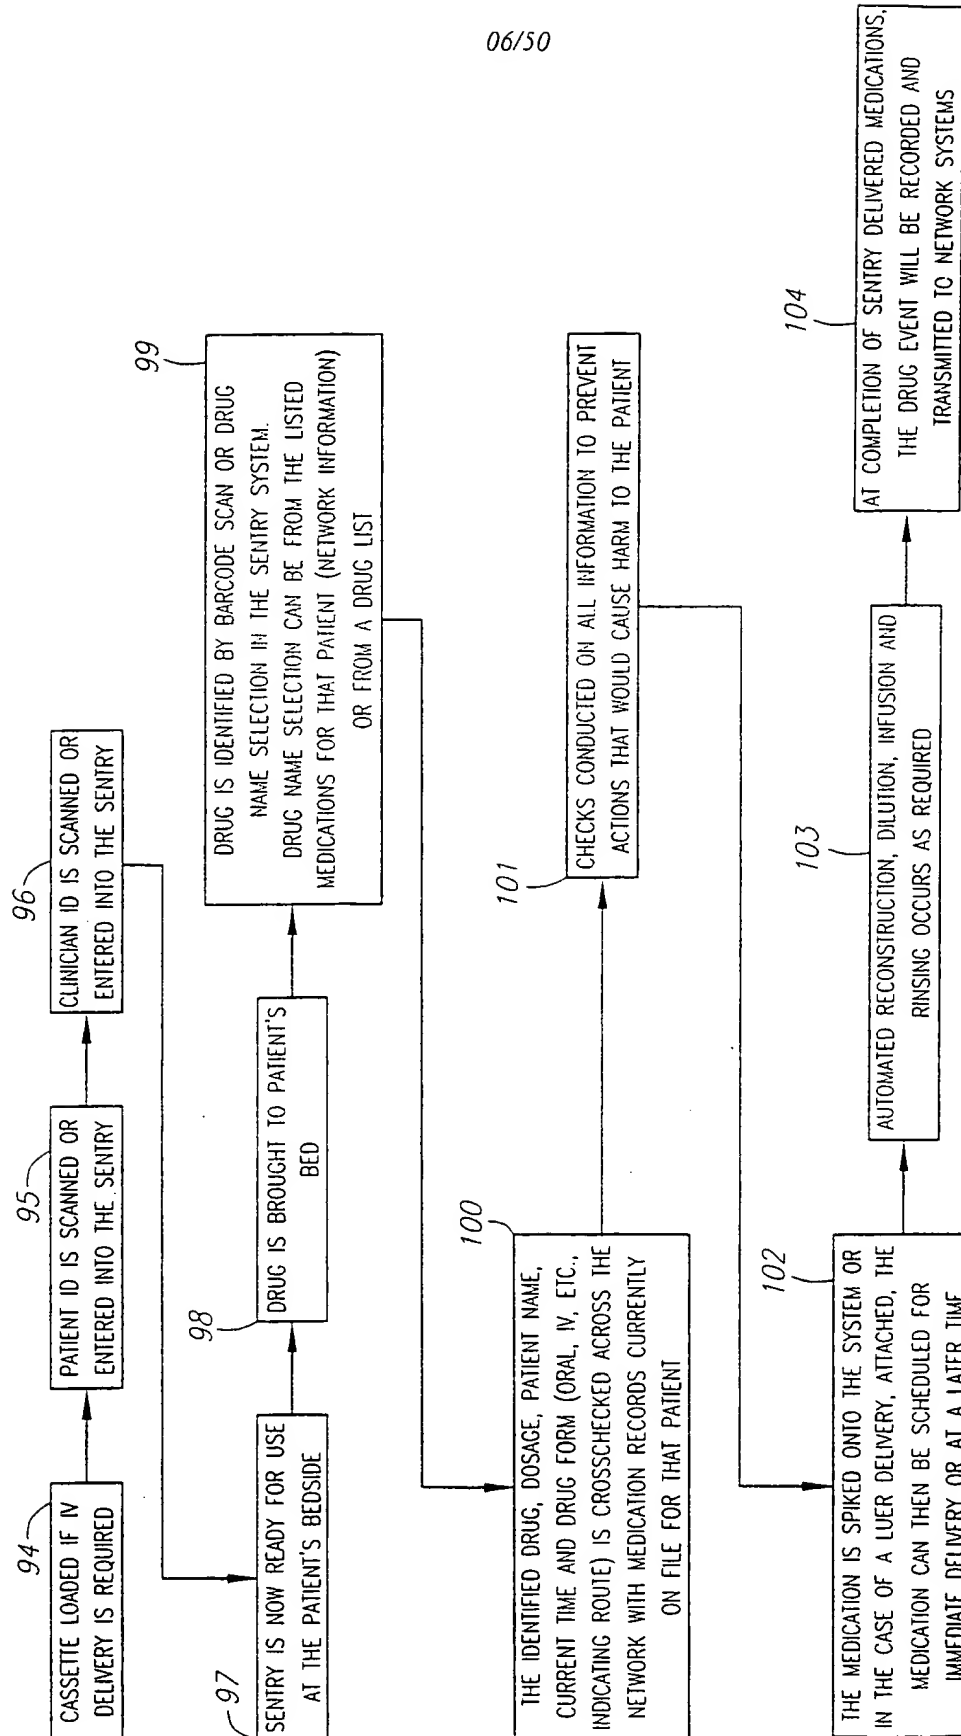 06/50
94
CASSETTE LOADED IF IV
DELIVERY IS REQUIRED
95
PATIENT ID IS SCANNED OR
ENTERED INTO THE SENTRY
96
CLINICIAN ID IS SCANNED OR
ENTERED INTO THE SENTRY
97
SENTRY IS NOW READY FOR USE
AT THE PATIENT'S BEDSIDE
98
DRUG IS BROUGHT TO PATIENT'S
BED
99
DRUG IS IDENTIFIED BY BARCODE SCAN OR DRUG
NAME SELECTION IN THE SENTRY SYSTEM.
DRUG NAME SELECTION CAN BE FROM THE LISTED
MEDICATIONS FOR THAT PATIENT (NETWORK INFORMATION)
OR FROM A DRUG LIST
100
THE IDENTIFIED DRUG, DOSAGE, PATIENT NAME,
CURRENT TIME AND DRUG FORM (ORAL, IV, ETC.,
INDICATING ROUTE) IS CROSSCHECKED ACROSS THE
NETWORK WITH MEDICATION RECORDS CURRENTLY
ON FILE FOR THAT PATIENT
101
CHECKS CONDUCTED ON ALL INFORMATION TO PREVENT
ACTIONS THAT WOULD CAUSE HARM TO THE PATIENT
102
THE MEDICATION IS SPIKED ONTO THE SYSTEM OR
IN THE CASE OF A LUER DELIVERY, ATTACHED, THE
MEDICATION CAN THEN BE SCHEDULED FOR
IMMEDIATE DELIVERY OR AT A LATER TIME
103
AUTOMATED RECONSTRUCTION, DILUTION, INFUSION AND
RINSING OCCURS AS REQUIRED
104
AT COMPLETION OF SENTRY DELIVERED MEDICATIONS,
THE DRUG EVENT WILL BE RECORDED AND
TRANSMITTED TO NETWORK SYSTEMS